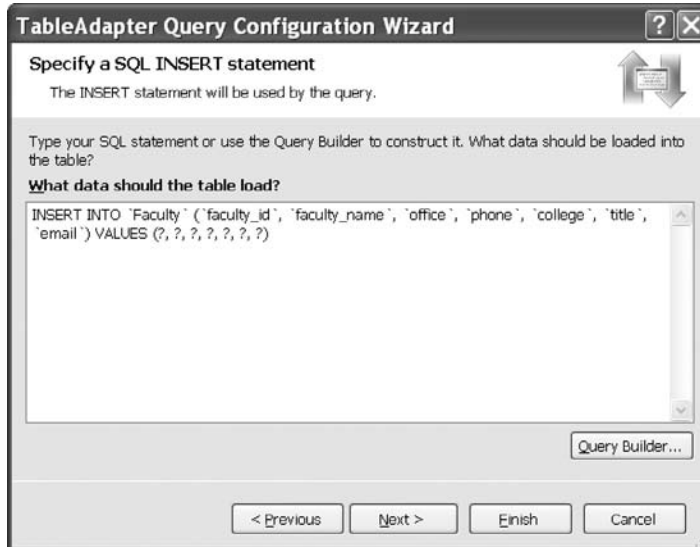 TableAdapter Query Configuration Wizard
Specify a SQL INSERT statement
The INSERT statement will be used by the query.
Type your SQL statement or use the Query Builder to construct it. What data should be loaded into
the table?
What data should the table load?
INSERT INTO `Faculty` (`faculty_id`, `faculty_name`, `office`, `phone`, `college`, `title`,
`email`) VALUES (?, ?, ?, ?, ?, ?, ?)
Query Builder...
< Previous Next > Finish Cancel